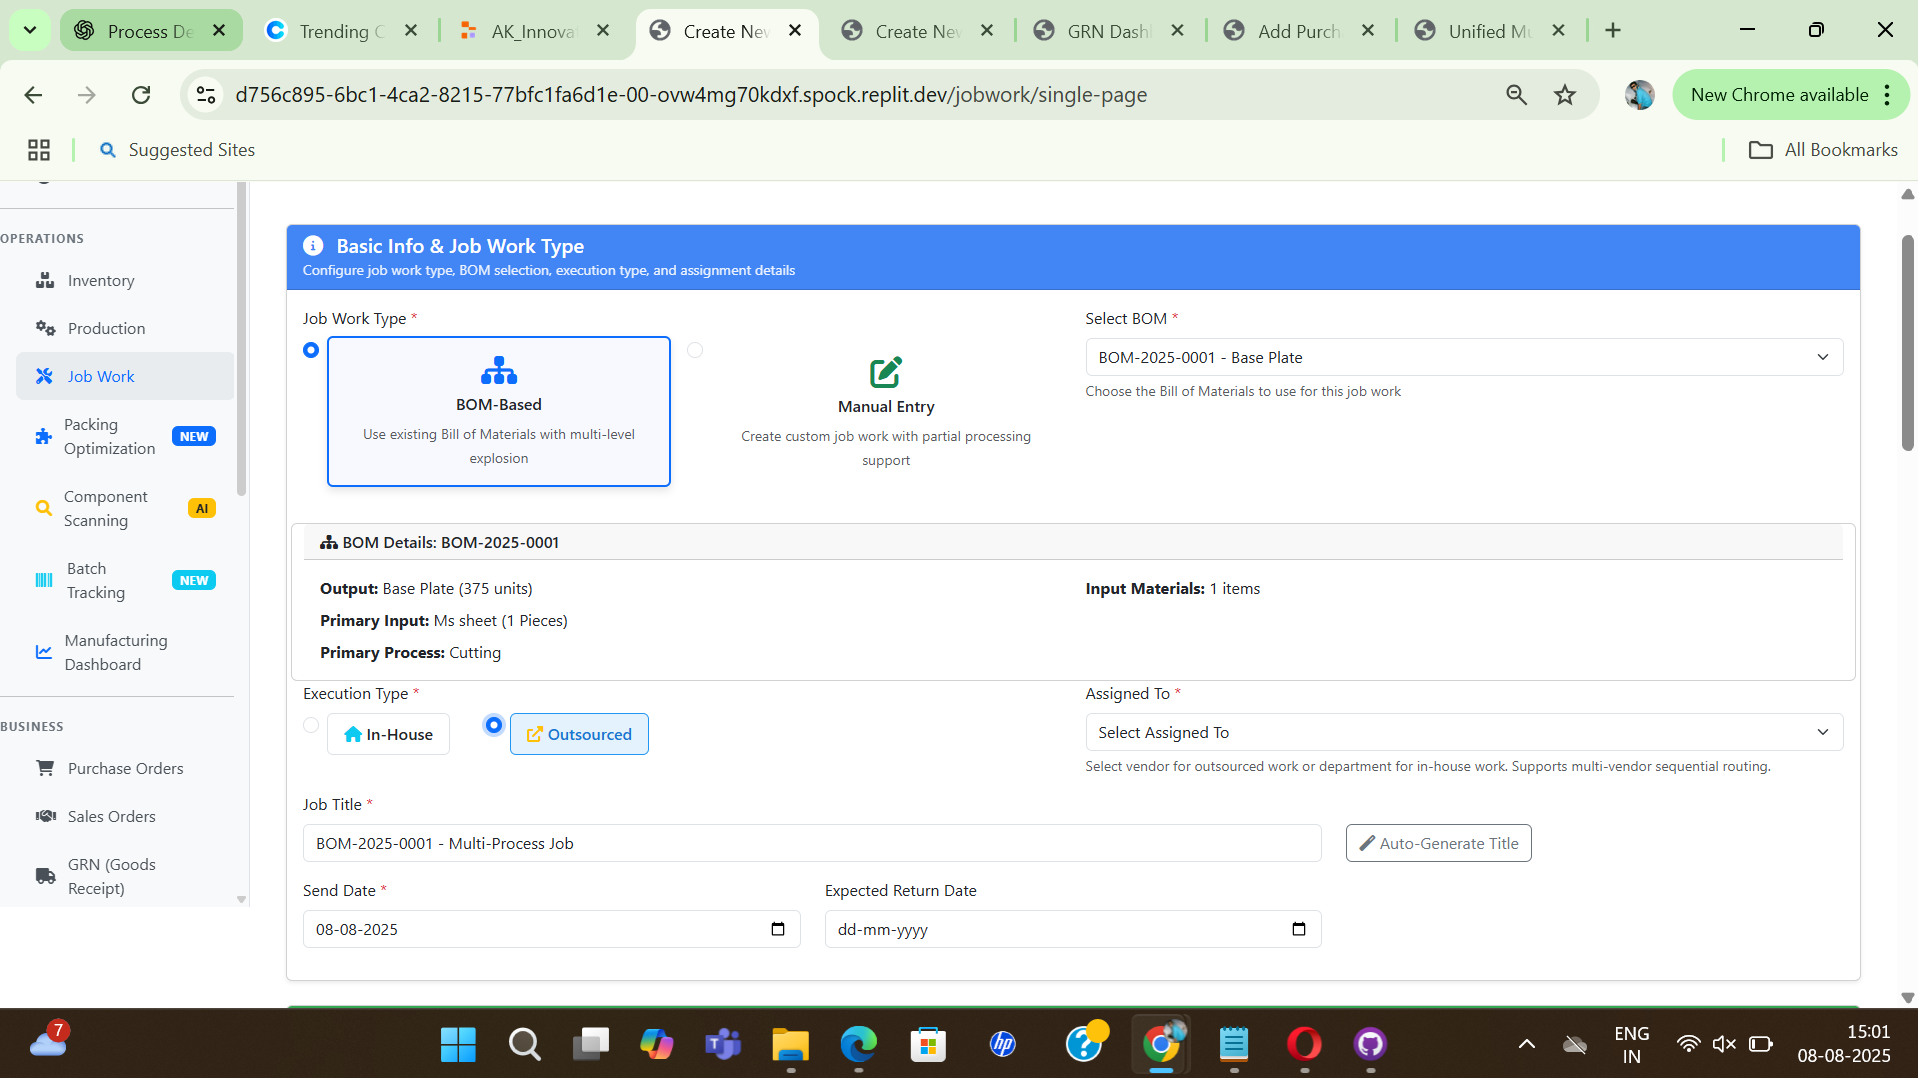 Process De
Trending C
AK_Innova
Create New
Create New
GRN Dash
Add Purch
Unified Mu
d756c895-6bc1-4ca2-8215-77bfc1fa6d1e-00-ovw4mg70kdxf.spock.replit.dev/jobwork/single-page
New Chrome available
Suggested Sites
All Bookmarks
OPERATIONS
Inventory
Production
Job Work
Packing
Optimization
NEW
Component
Scanning
AI
Batch
Tracking
NEW
Manufacturing
Dashboard
BUSINESS
Purchase Orders
Sales Orders
GRN (Goods
Receipt)
Basic Info & Job Work Type
Configure job work type, BOM selection, execution type, and assignment details
Job Work Type *
BOM-Based
Use existing Bill of Materials with multi-level
explosion
Manual Entry
Create custom job work with partial processing
support
Select BOM *
BOM-2025-0001 - Base Plate
Choose the Bill of Materials to use for this job work
BOM Details: BOM-2025-0001
Output: Base Plate (375 units)
Primary Input: Ms sheet (1 Pieces)
Primary Process: Cutting
Input Materials: 1 items
Execution Type *
In-House
Outsourced
Assigned To *
Select Assigned To
Select vendor for outsourced work or department for in-house work. Supports multi-vendor sequential routing.
Job Title *
BOM-2025-0001 - Multi-Process Job
Auto-Generate Title
Send Date *
08-08-2025
Expected Return Date
dd-mm-yyyy
7
hp
ENG
IN
15:01
08-08-2025